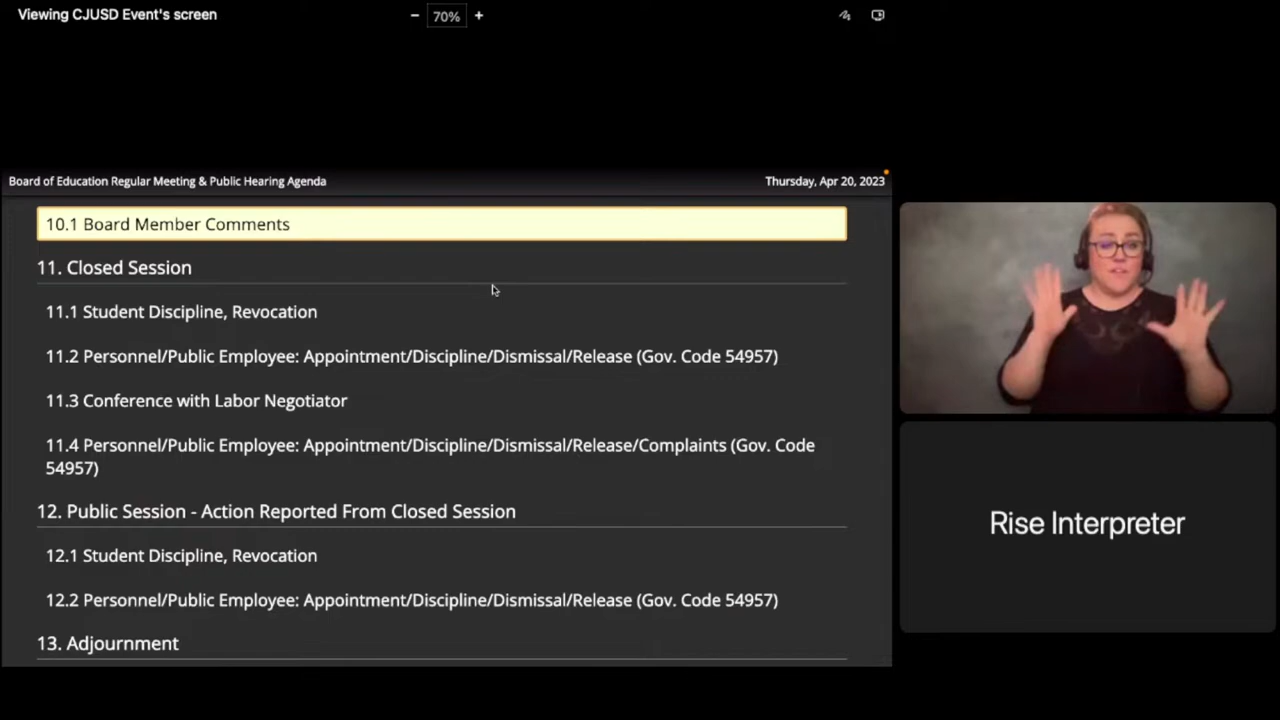 Viewing CJUSD Event's screen
− 70% +
Board of Education Regular Meeting & Public Hearing Agenda
Thursday, Apr 20, 2023
10.1 Board Member Comments
11. Closed Session
11.1 Student Discipline, Revocation
11.2 Personnel/Public Employee: Appointment/Discipline/Dismissal/Release (Gov. Code 54957)
11.3 Conference with Labor Negotiator
11.4 Personnel/Public Employee: Appointment/Discipline/Dismissal/Release/Complaints (Gov. Code
54957)
12. Public Session - Action Reported From Closed Session
12.1 Student Discipline, Revocation
12.2 Personnel/Public Employee: Appointment/Discipline/Dismissal/Release (Gov. Code 54957)
13. Adjournment
Rise Interpreter